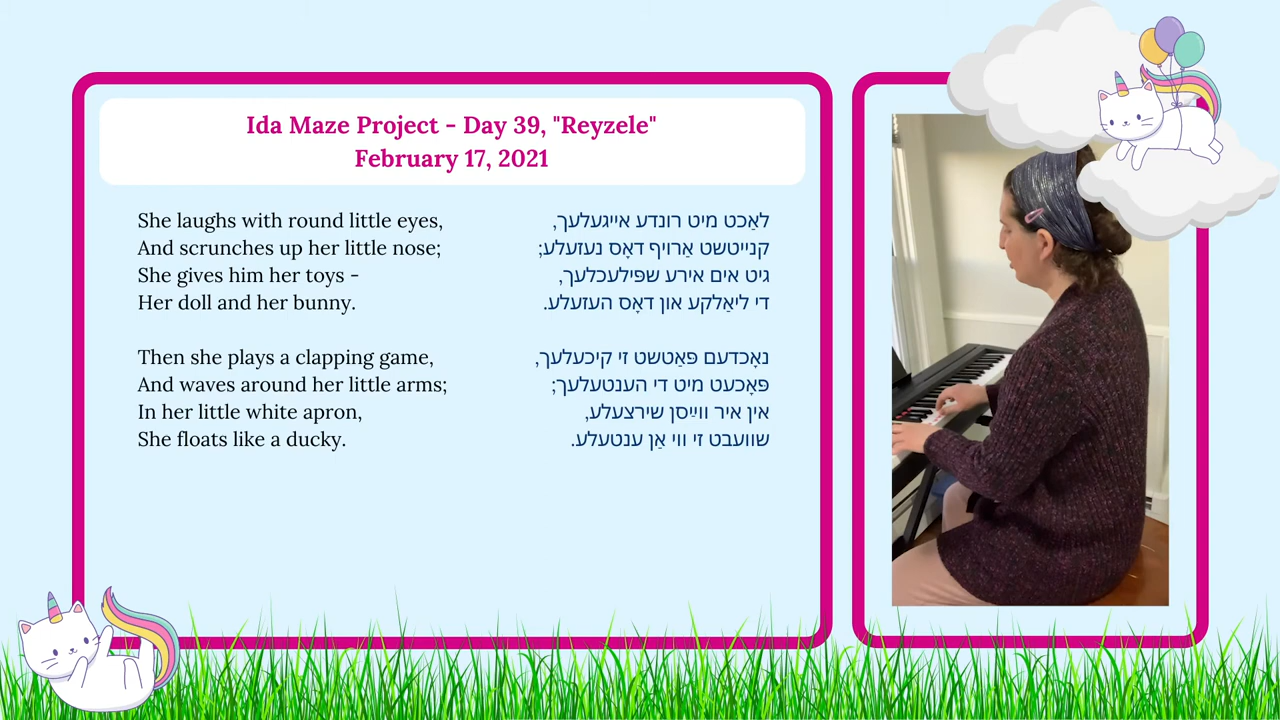 Ida Maze Project - Day 39, "Reyzele"
February 17, 2021
She laughs with round little eyes,
And scrunches up her little nose;
She gives him her toys -
Her doll and her bunny.
Then she plays a clapping game,
And waves around her little arms;
In her little white apron,
She floats like a ducky.
לאַכט מיט רונדע אייגעלעך,
קנייטשט אַרויף דאָס נעזעלע;
גיט אים אירע שפּילעכלעך,
די ליאַלקע און דאָס העזעלע.
נאָכדעם פּאַטשט זי קיכעלעך,
פּאָכעט מיט די הענטעלעך;
אין איר ווײַסן שירצעלע,
שוועבט זי ווי אַן ענטעלע.